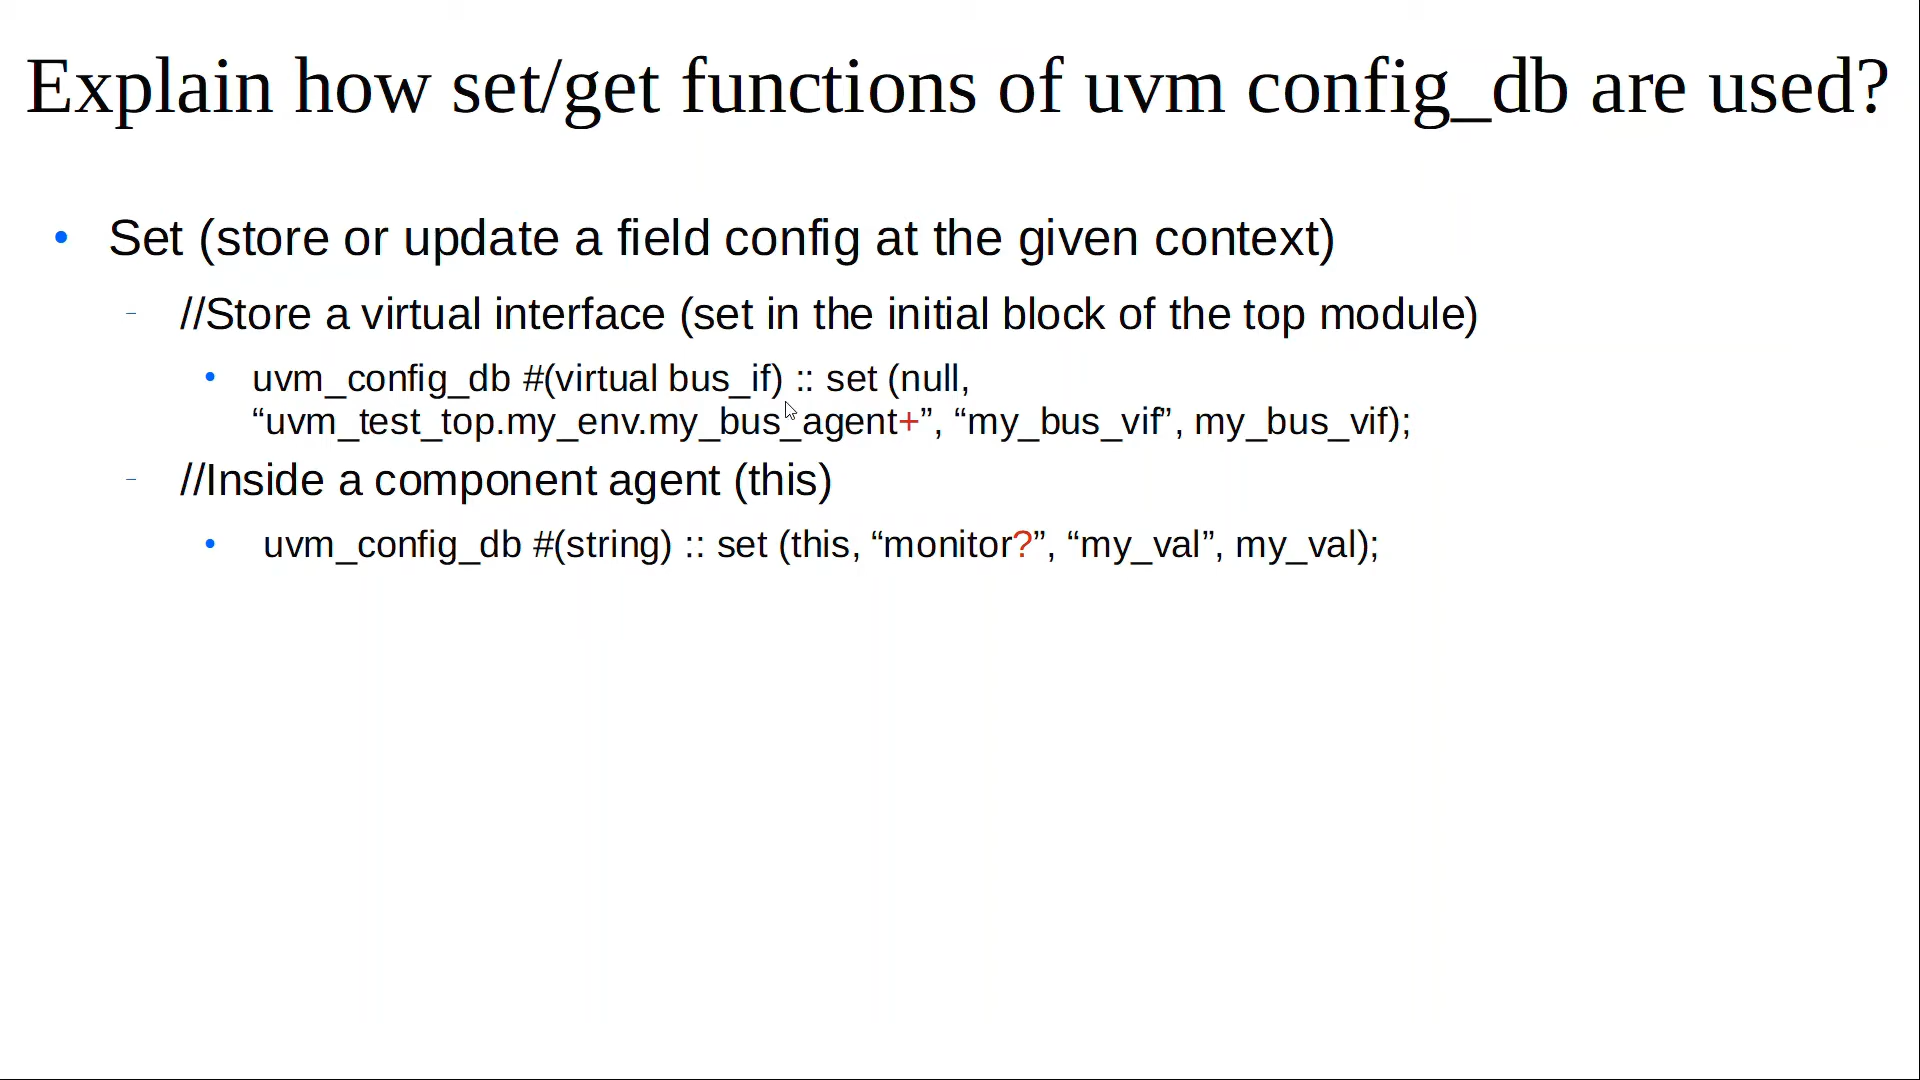 Explain how set/get functions of uvm config_db are used?
• Set (store or update a field config at the given context)
– //Store a virtual interface (set in the initial block of the top module)
• uvm_config_db #(virtual bus_if) :: set (null,
“uvm_test_top.my_env.my_bus_agent+”, “my_bus_vif”, my_bus_vif);
– //Inside a component agent (this)
• uvm_config_db #(string) :: set (this, “monitor?”, “my_val”, my_val);